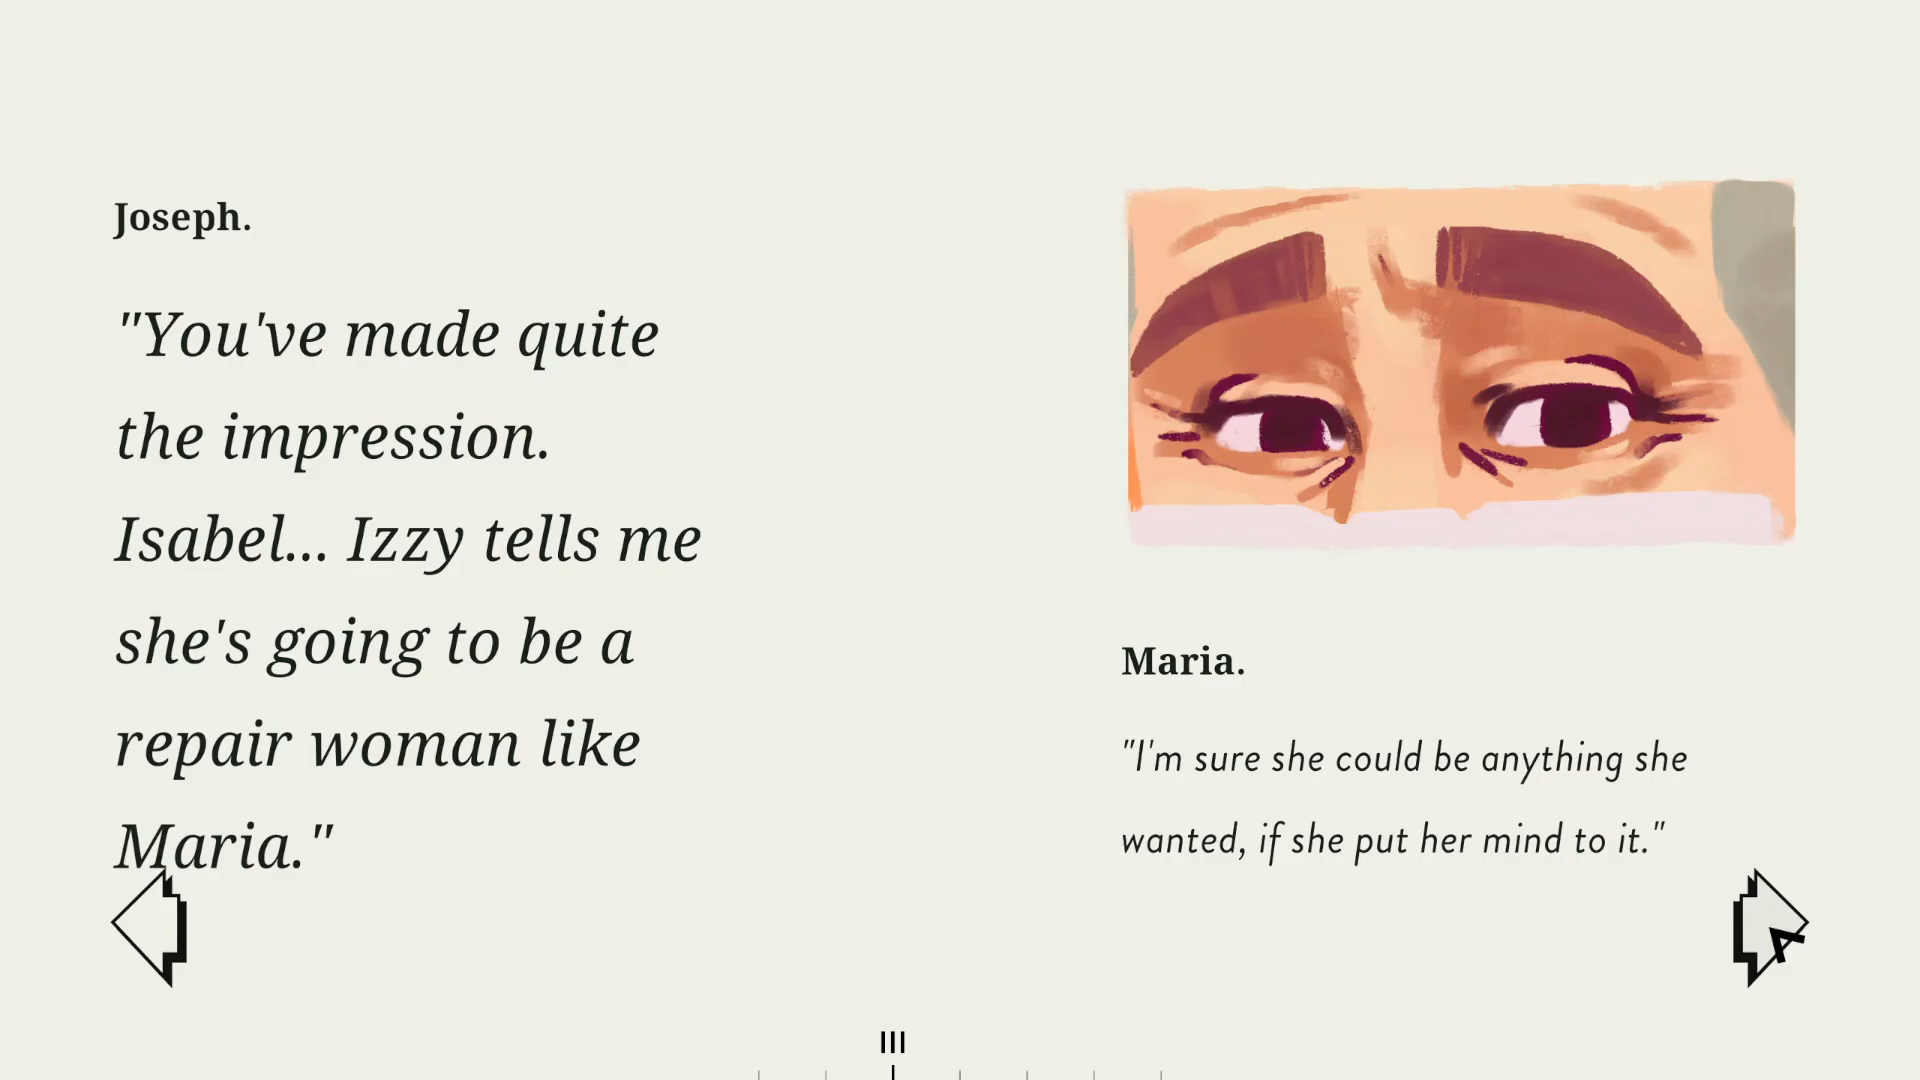 Joseph.
"You've made quite
the impression.
Isabel... Izzy tells me
she's going to be a
repair woman like
Maria."
Maria.
"I'm sure she could be anything she
wanted, if she put her mind to it."
III